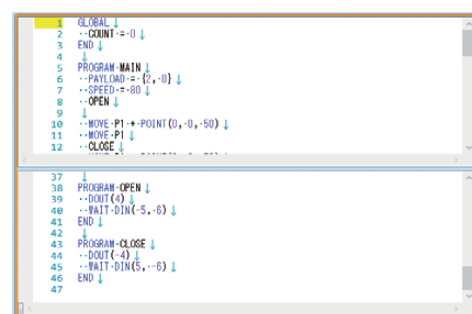 1 GLOBAL↓
2 ··COUNT·=·0↓
3 END↓
4 ↓
5 PROGRAM·MAIN↓
6 ··PAYLOAD·=·{2,·0}↓
7 ··SPEED·=·80↓
8 ··OPEN↓
9 ↓
10 ··MOVE·P1·+·POINT(0,·0,·50)↓
11 ··MOVE·P1↓
12 ··CLOSE↓
37 ↓
38 PROGRAM·OPEN↓
39 ··DOUT(4)↓
40 ··WAIT·DIN(-5,·6)↓
41 END↓
42 ↓
43 PROGRAM·CLOSE↓
44 ··DOUT(-4)↓
45 ··WAIT·DIN(5,·-6)↓
46 END↓
47